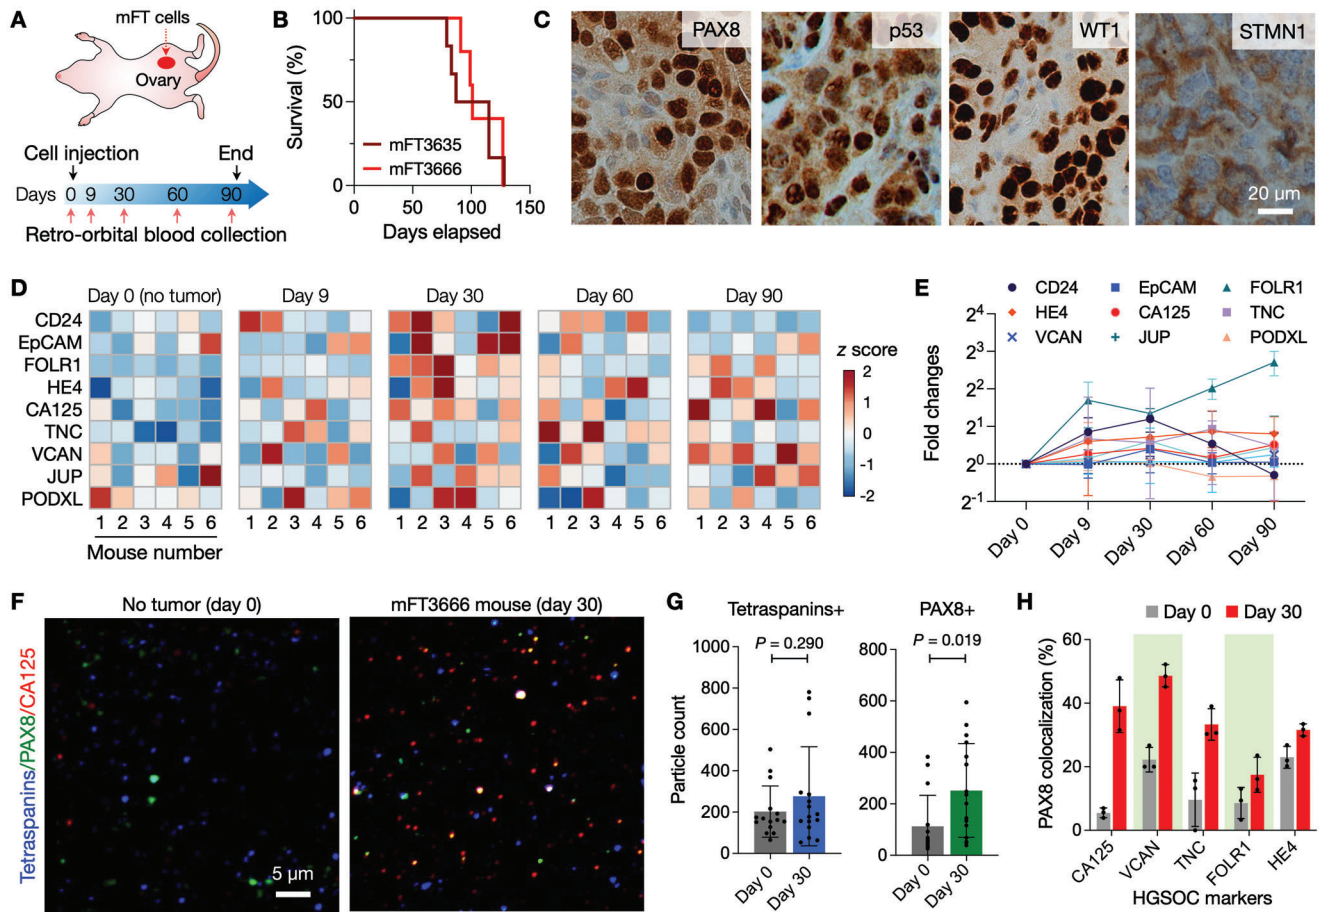 A
mFT cells
Ovary
Cell injection
End
Days 0 9 30 60 90
Retro-orbital blood collection
B
Survival (%)
100
50
0
mFT3635
mFT3666
0 50 100 150
Days elapsed
C
PAX8
p53
WT1
STMN1
20 µm
D
Day 0 (no tumor)
Day 9
Day 30
Day 60
Day 90
CD24
EpCAM
FOLR1
HE4
CA125
TNC
VCAN
JUP
PODXL
1 2 3 4 5 6
1 2 3 4 5 6
1 2 3 4 5 6
1 2 3 4 5 6
1 2 3 4 5 6
Mouse number
z score
2
1
0
-1
-2
E
CD24 EpCAM FOLR1
HE4 CA125 TNC
VCAN JUP PODXL
Fold changes
2⁴
2³
2²
2¹
2⁰
2⁻¹
Day 0 Day 9 Day 30 Day 60 Day 90
F
No tumor (day 0)
mFT3666 mouse (day 30)
Tetraspanins/PAX8/CA125
5 µm
G
Tetraspanins+
P = 0.290
Particle count
1000
800
600
400
200
0
Day 0 Day 30
PAX8+
P = 0.019
800
600
400
200
0
Day 0 Day 30
H
Day 0 Day 30
PAX8 colocalization (%)
60
40
20
0
CA125 VCAN TNC FOLR1 HE4
HGSOC markers